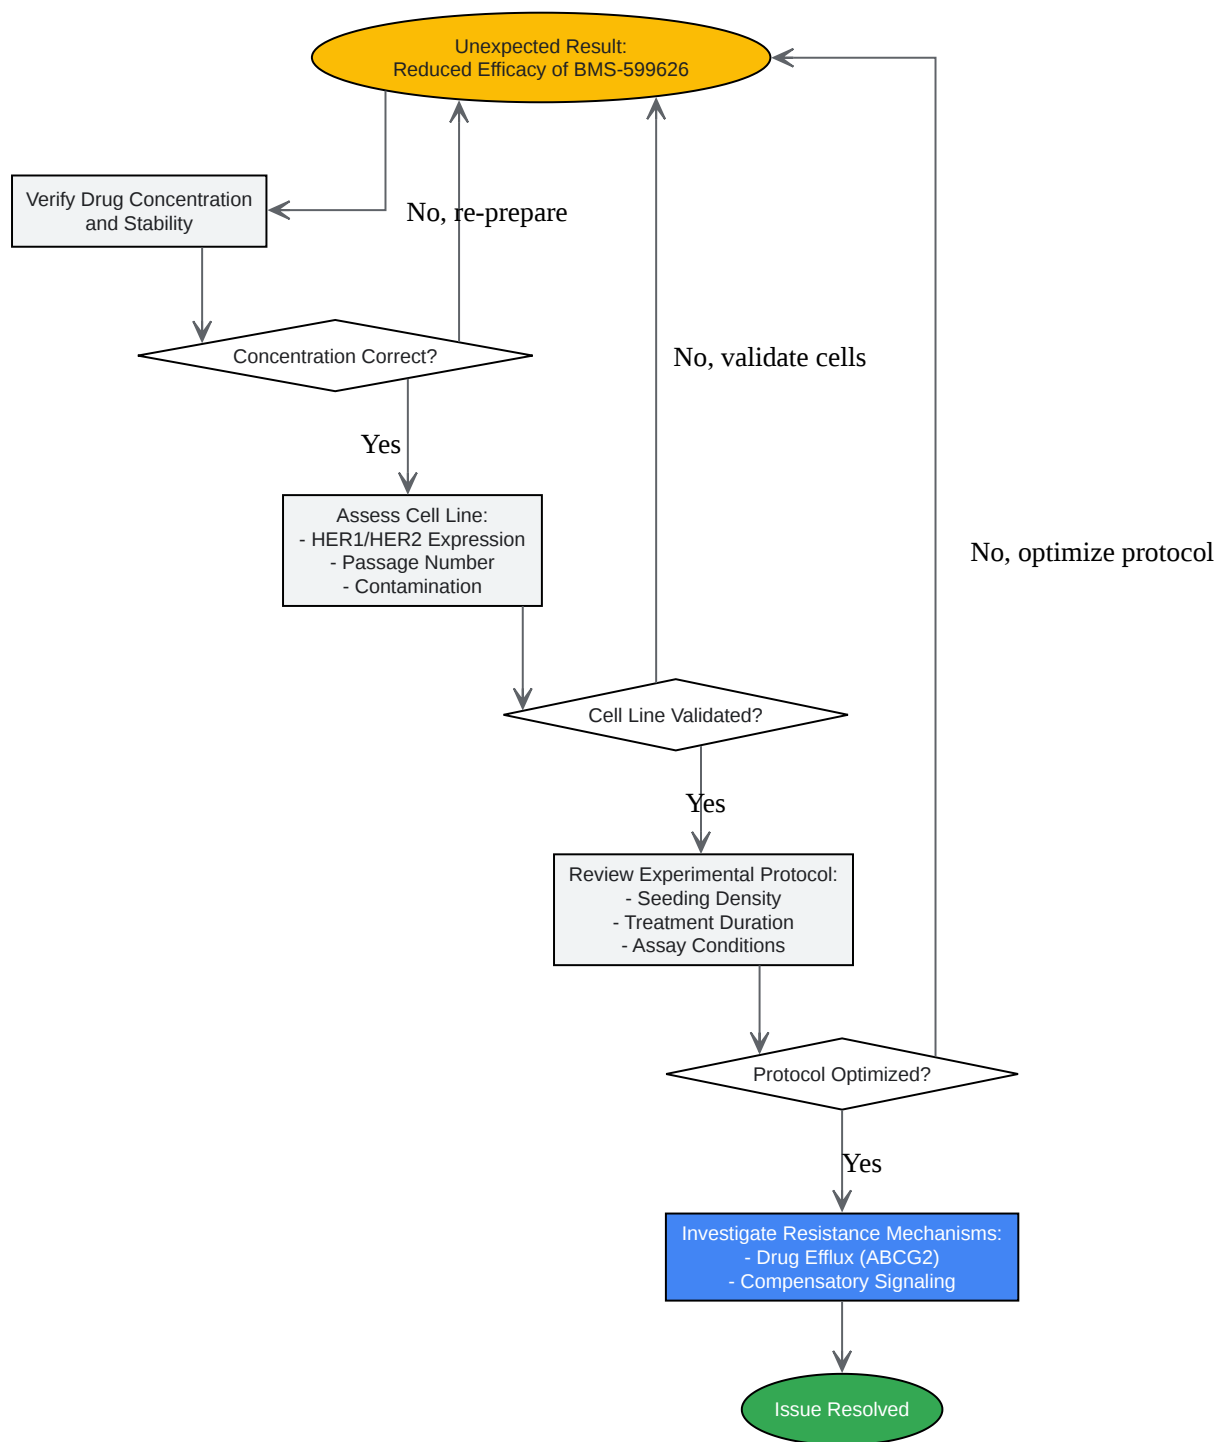 Unexpected Result:
Reduced Efficacy of BMS-599626
Verify Drug Concentration
and Stability
No, re-prepare
Concentration Correct?
No, validate cells
Yes
Assess Cell Line:
- HER1/HER2 Expression
- Passage Number
- Contamination
No, optimize protocol
Cell Line Validated?
Yes
Review Experimental Protocol:
- Seeding Density
- Treatment Duration
- Assay Conditions
Protocol Optimized?
Yes
Investigate Resistance Mechanisms:
- Drug Efflux (ABCG2)
- Compensatory Signaling
Issue Resolved